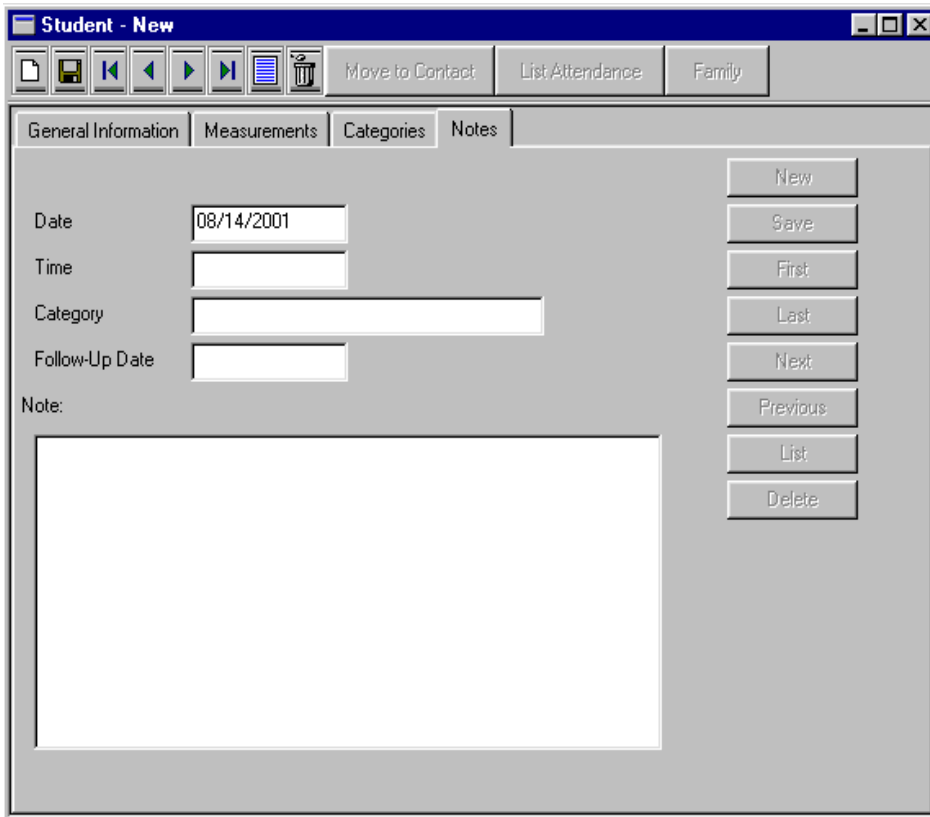 Student - New
Move to Contact List Attendance Family
General Information Measurements Categories Notes
New
Date 08/14/2001 Save
Time First
Category Last
Follow-Up Date Next
Note: Previous
List
Delete